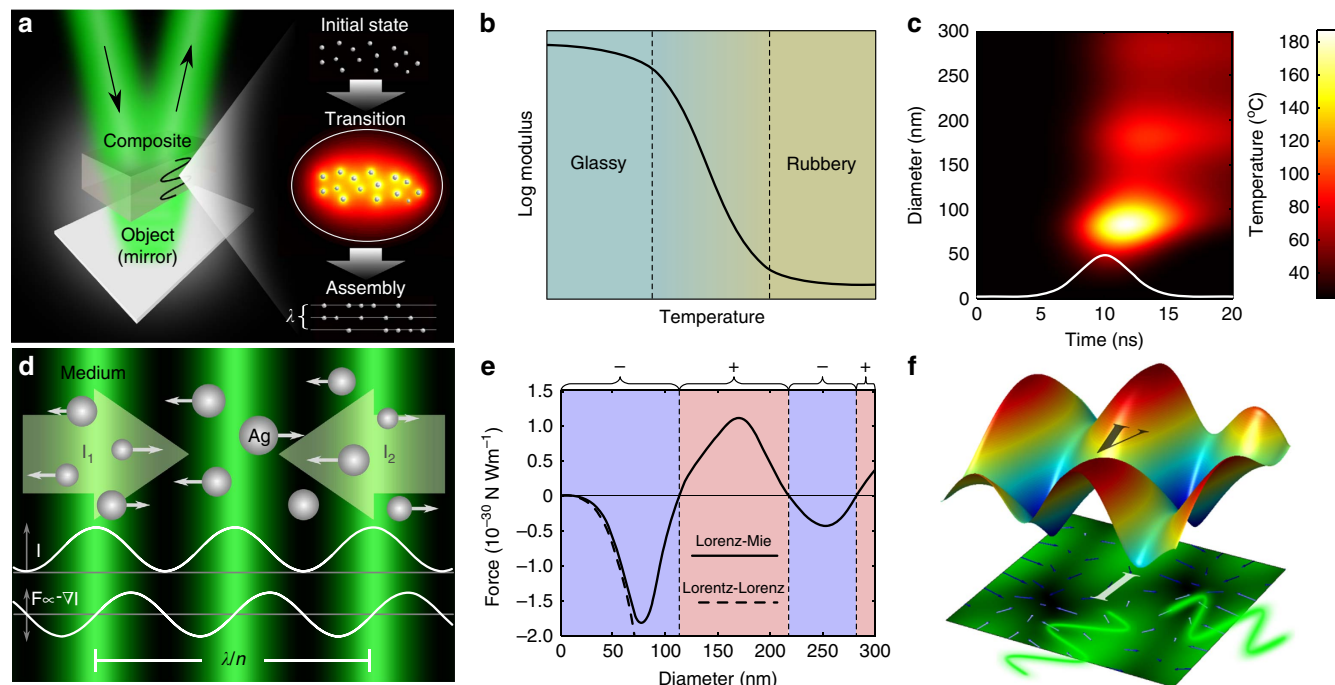 a
Initial state
Composite
Transition
Object
(mirror)
Assembly
λ
b
Log modulus
Glassy
Rubbery
Temperature
c
Diameter (nm)
300
250
200
150
100
50
0
0 5 10 15 20
Time (ns)
Temperature (°C)
180
160
140
120
100
80
60
40
d
Medium
Ag
I₁
I₂
I
F∝-∇I
λ/n
e
− + − +
Force (10⁻³⁰ N Wm⁻¹)
1.5
1.0
0.5
0
−0.5
−1.0
−1.5
−2.0
Lorenz-Mie
Lorentz-Lorenz
0 50 100 150 200 250 300
Diameter (nm)
f
V
I